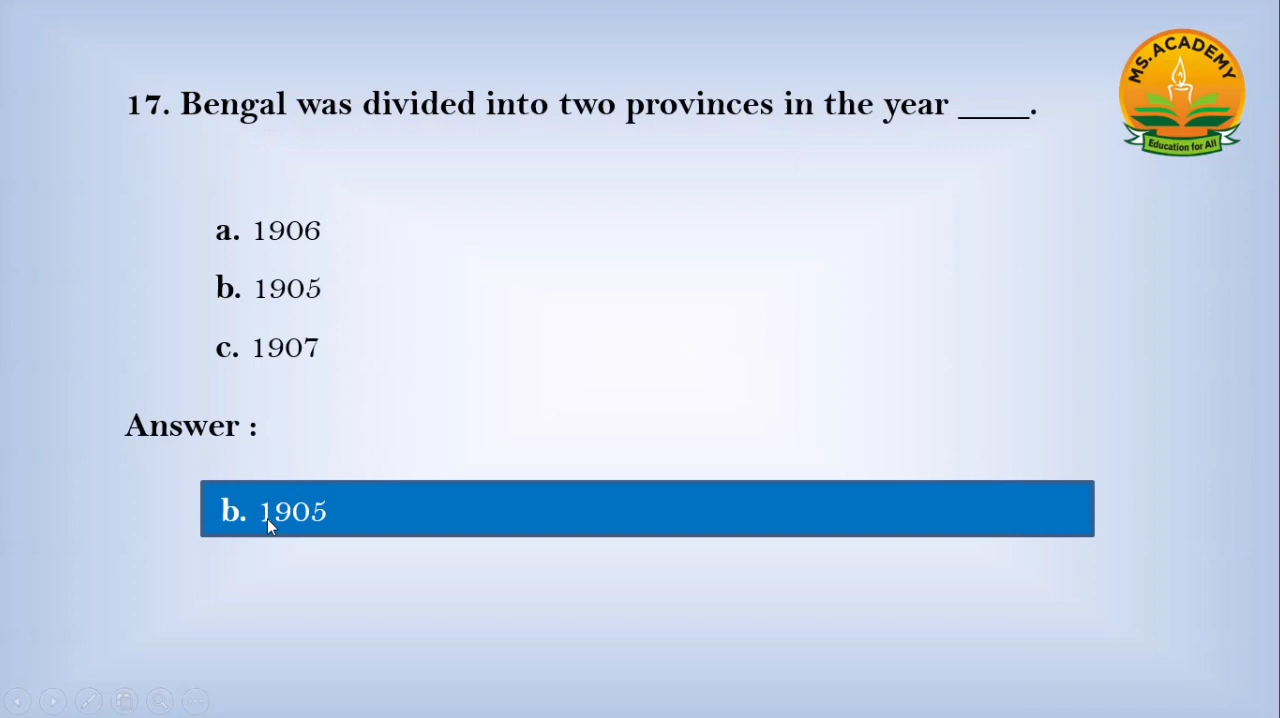 MS. ACADEMY
Education for All
17. Bengal was divided into two provinces in the year ____.
a. 1906
b. 1905
c. 1907
Answer :
b. 1905